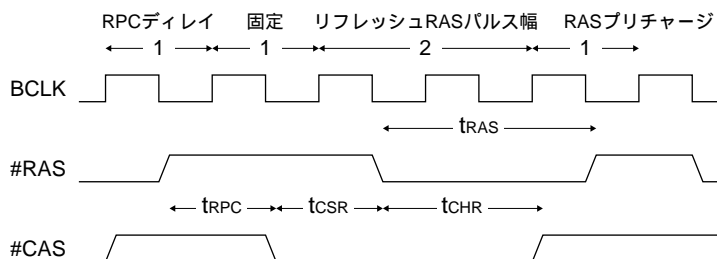 RPCディレイ 固定 リフレッシュRASパルス幅 RASプリチャージ
1 1 2 1
BCLK
tRAS
#RAS
tRPC tCSR tCHR
#CAS